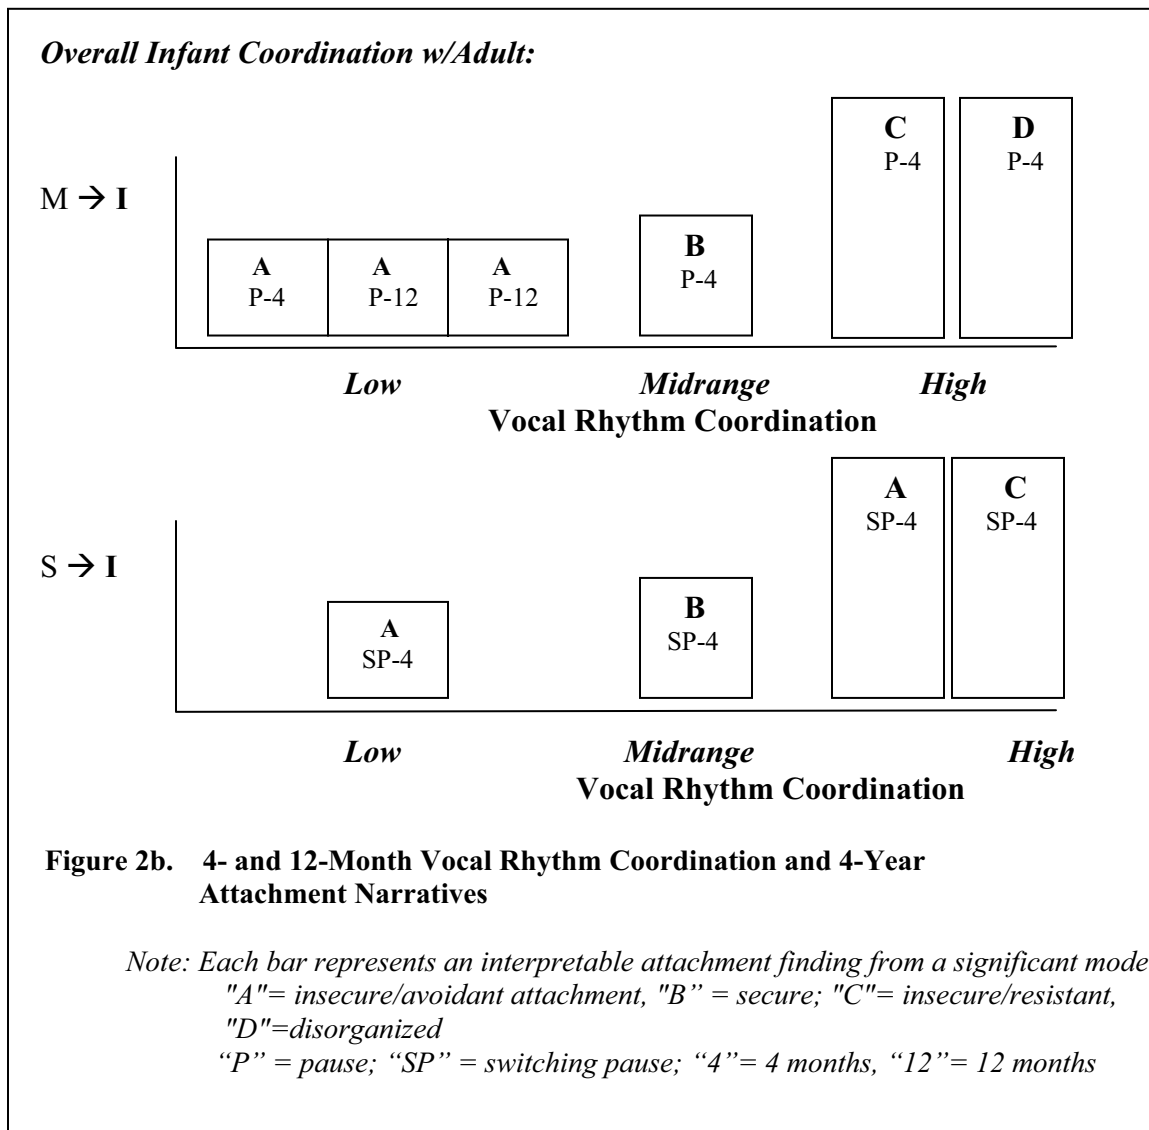 Overall Infant Coordination w/Adult:
C D
P-4 P-4
M → I
B
A A A
P-4
P-4 P-12 P-12
Low Midrange High
Vocal Rhythm Coordination
A C
SP-4 SP-4
S → I
B
A
SP-4
SP-4
Low Midrange High
Vocal Rhythm Coordination
Figure 2b. 4- and 12-Month Vocal Rhythm Coordination and 4-Year
Attachment Narratives
Note: Each bar represents an interpretable attachment finding from a significant mode
"A"= insecure/avoidant attachment, "B” = secure; "C"= insecure/resistant,
"D"=disorganized
“P” = pause; “SP” = switching pause; “4”= 4 months, “12”= 12 months